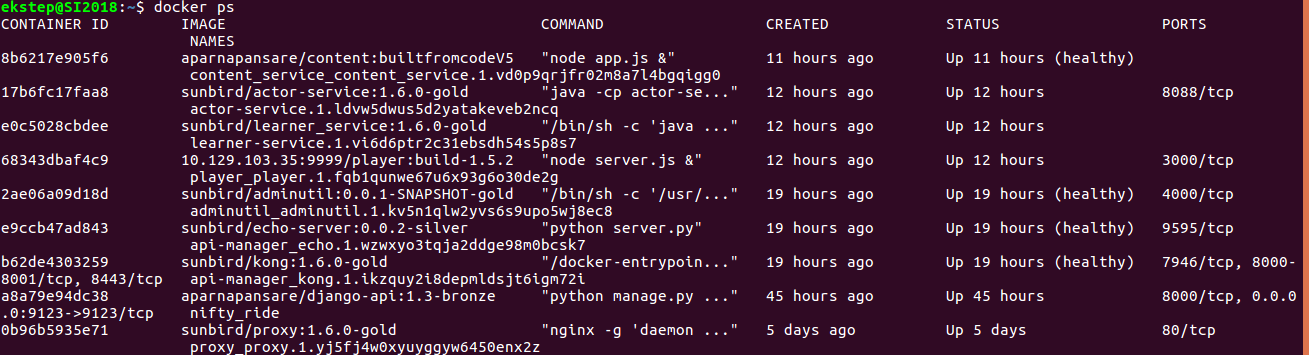 ekstep@SI2018:~$ docker ps
CONTAINER ID IMAGE COMMAND CREATED STATUS PORTS
NAMES
8b6217e905f6 aparnapansare/content:builtfromcodeV5 "node app.js &" 11 hours ago Up 11 hours (healthy)
content_service_content_service.1.vd0p9qrjfr02m8a7l4bgqigg0
17b6fc17faa8 sunbird/actor-service:1.6.0-gold "java -cp actor-se..." 12 hours ago Up 12 hours 8088/tcp
actor-service.1.ldvw5dwus5d2yatakeveb2ncq
e0c5028cbdee sunbird/learner_service:1.6.0-gold "/bin/sh -c 'java ..." 12 hours ago Up 12 hours
learner-service.1.vi6d6ptr2c31ebsdh54s5p8s7
68343dbaf4c9 10.129.103.35:9999/player:build-1.5.2 "node server.js &" 12 hours ago Up 12 hours 3000/tcp
player_player.1.fqb1qunwe67u6x93g6o30de2g
2ae06a09d18d sunbird/adminutil:0.0.1-SNAPSHOT-gold "/bin/sh -c '/usr/..." 19 hours ago Up 19 hours (healthy) 4000/tcp
adminutil_adminutil.1.kv5n1qlw2yvs6s9upo5wj8ec8
e9ccb47ad843 sunbird/echo-server:0.0.2-silver "python server.py" 19 hours ago Up 19 hours (healthy) 9595/tcp
api-manager_echo.1.wzwxyo3tqja2ddge98m0bcsk7
b62de4303259 sunbird/kong:1.6.0-gold "/docker-entrypoin..." 19 hours ago Up 19 hours (healthy) 7946/tcp, 8000-
8001/tcp, 8443/tcp api-manager_kong.1.ikzquy2i8depmldsjt6igm72i
a8a79e94dc38 aparnapansare/django-api:1.3-bronze "python manage.py ..." 45 hours ago Up 45 hours 8000/tcp, 0.0.0
.0:9123->9123/tcp nifty_ride
0b96b5935e71 sunbird/proxy:1.6.0-gold "nginx -g 'daemon ..." 5 days ago Up 5 days 80/tcp
proxy_proxy.1.yj5fj4w0xyuyggyw6450enx2z